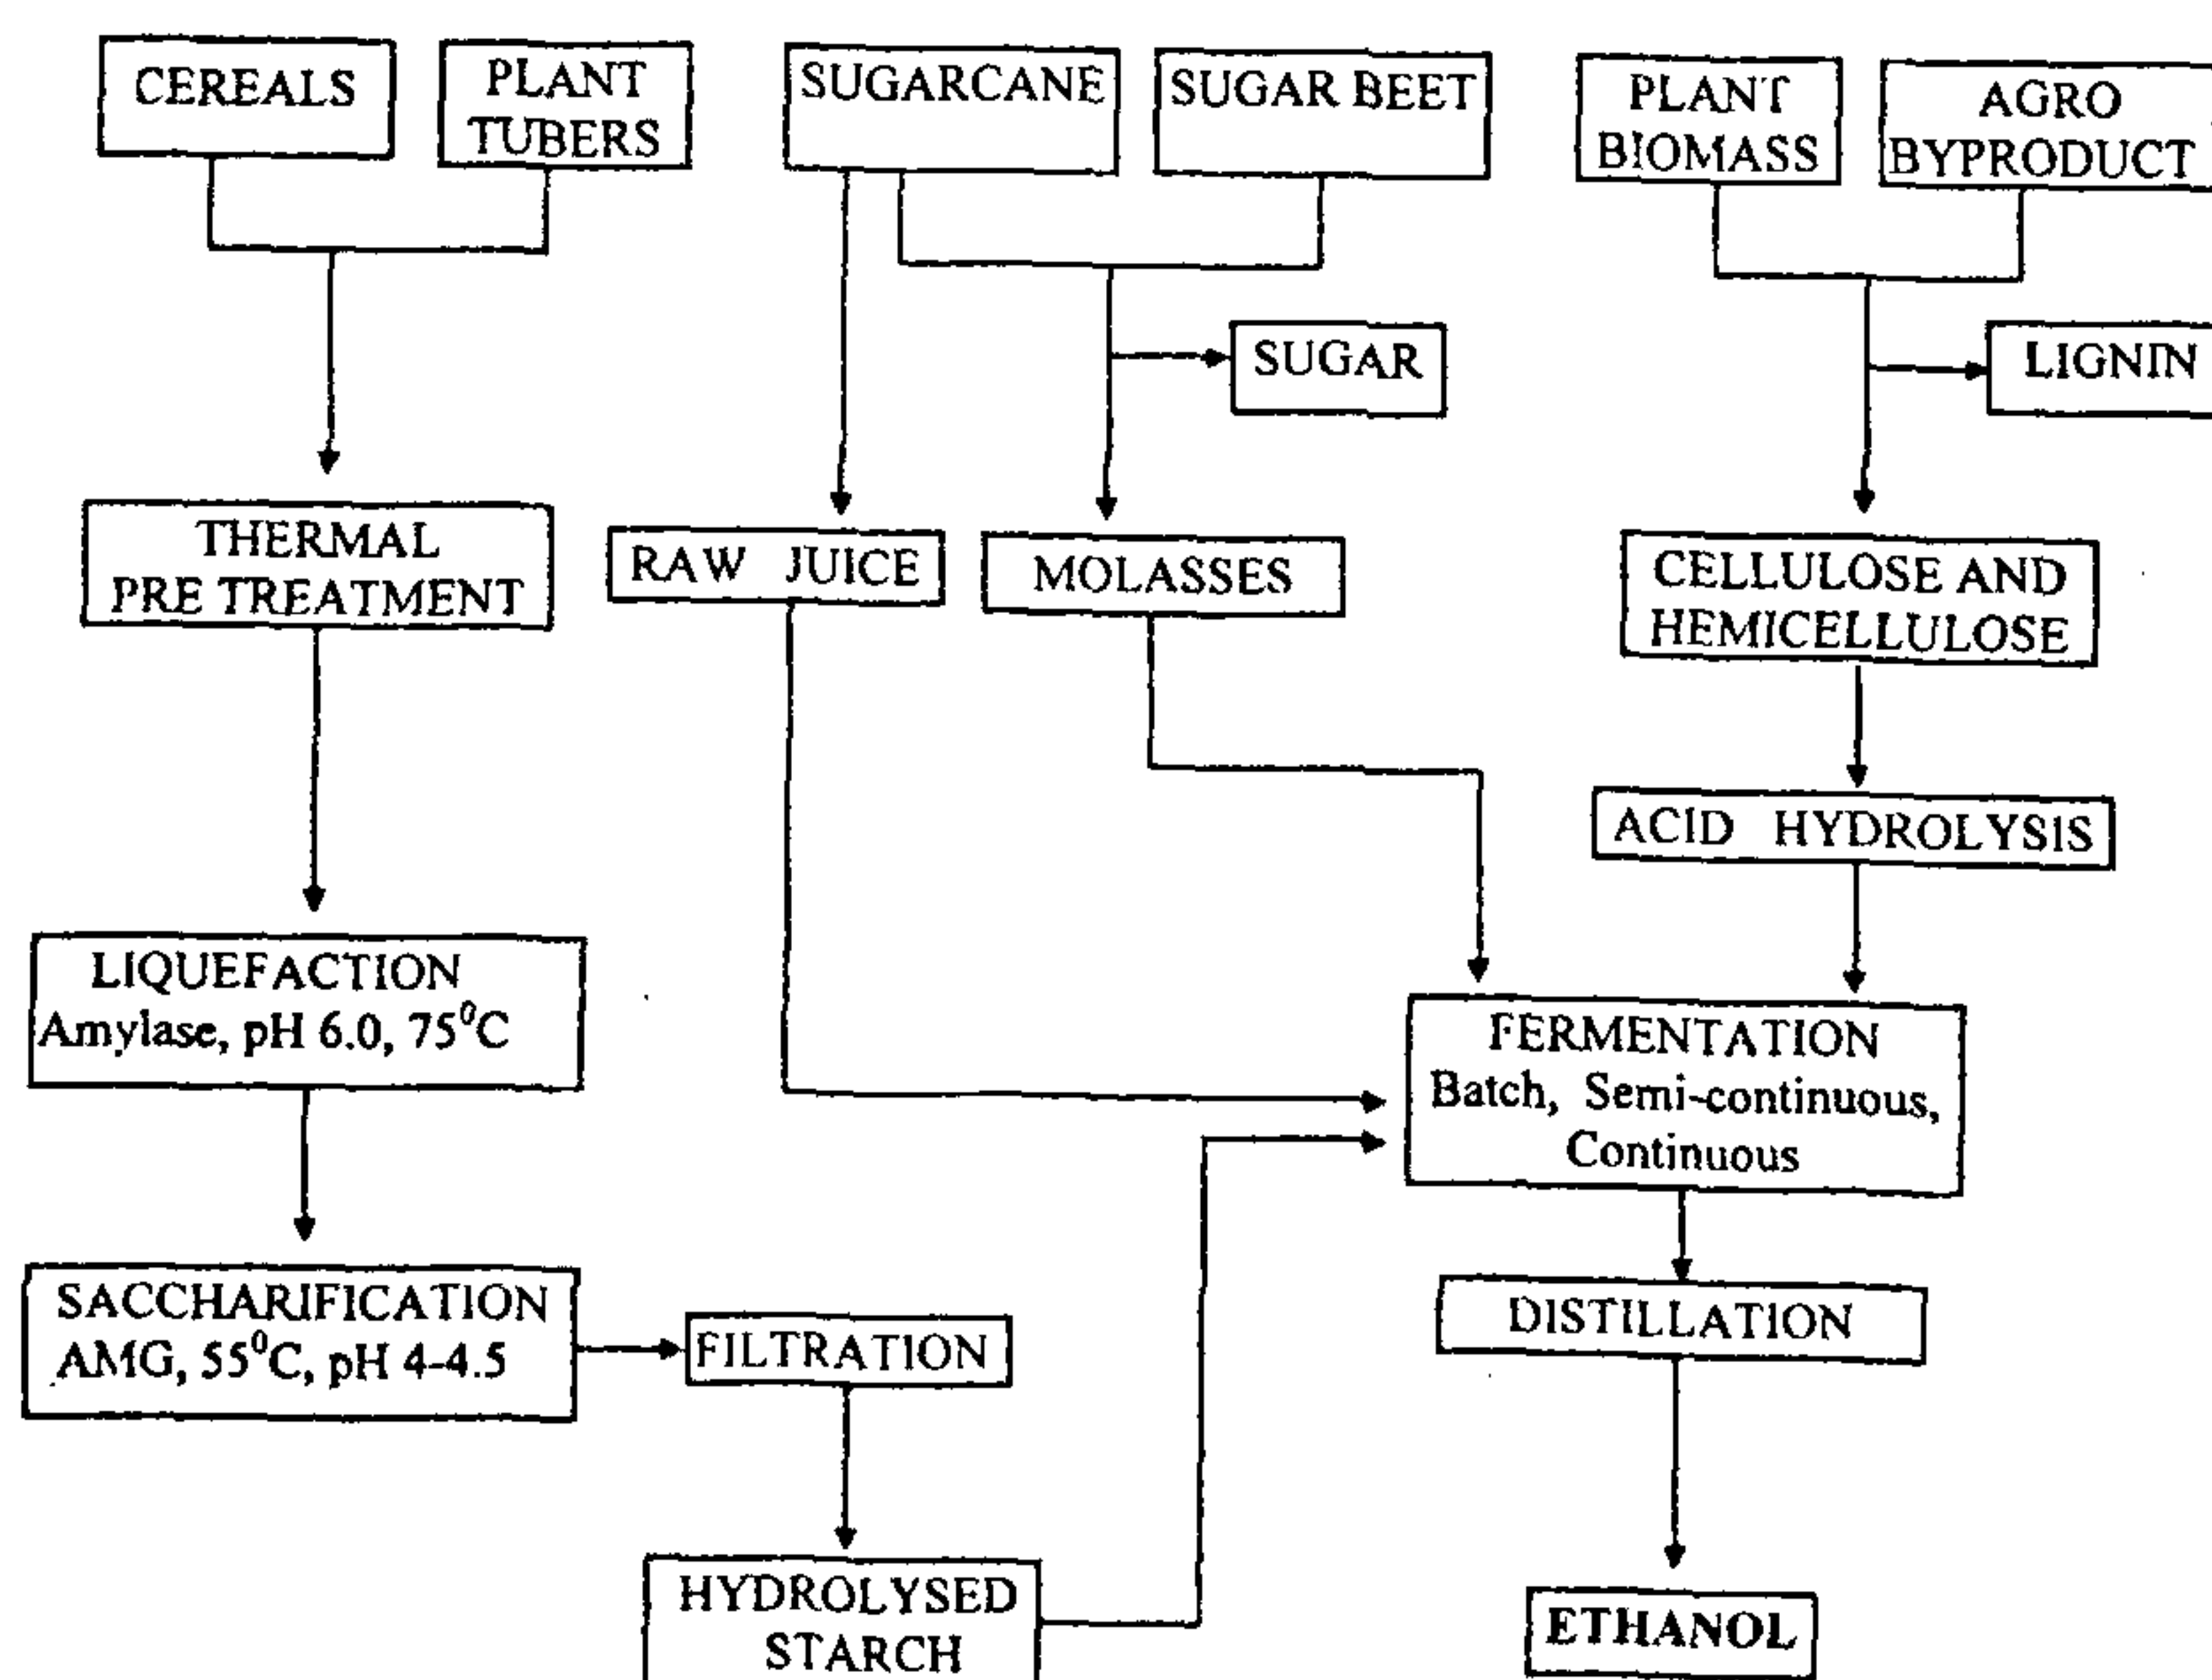 CEREALS
PLANT
TUBERS
SUGARCANE
SUGAR BEET
PLANT
BIOMASS
AGRO
BYPRODUCT
SUGAR
LIGNIN
THERMAL
PRE TREATMENT
RAW JUICE
MOLASSES
CELLULOSE AND
HEMICELLULOSE
ACID HYDROLYSIS
LIQUEFACTION
Amylase, pH 6.0, 75⁰C
FERMENTATION
Batch, Semi-continuous,
Continuous
SACCHARIFICATION
AMG, 55⁰C, pH 4-4.5
FILTRATION
DISTILLATION
HYDROLYSED
STARCH
ETHANOL